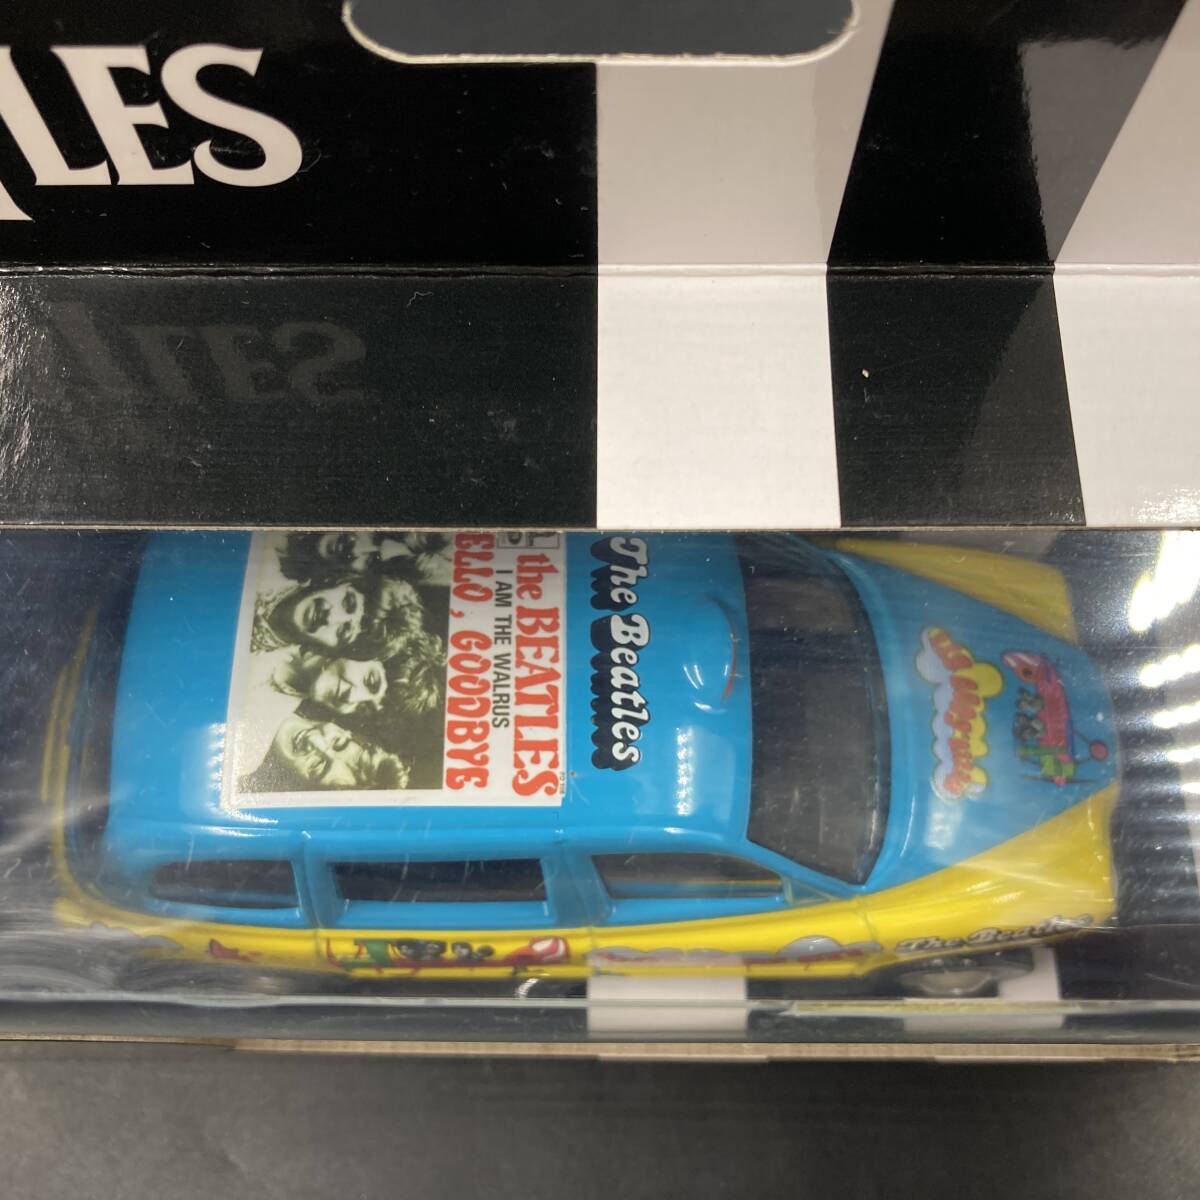 LES
the BEATLES
I AM THE WALRUS
ELLO, GOODBYE
The Beatles
The Beatles